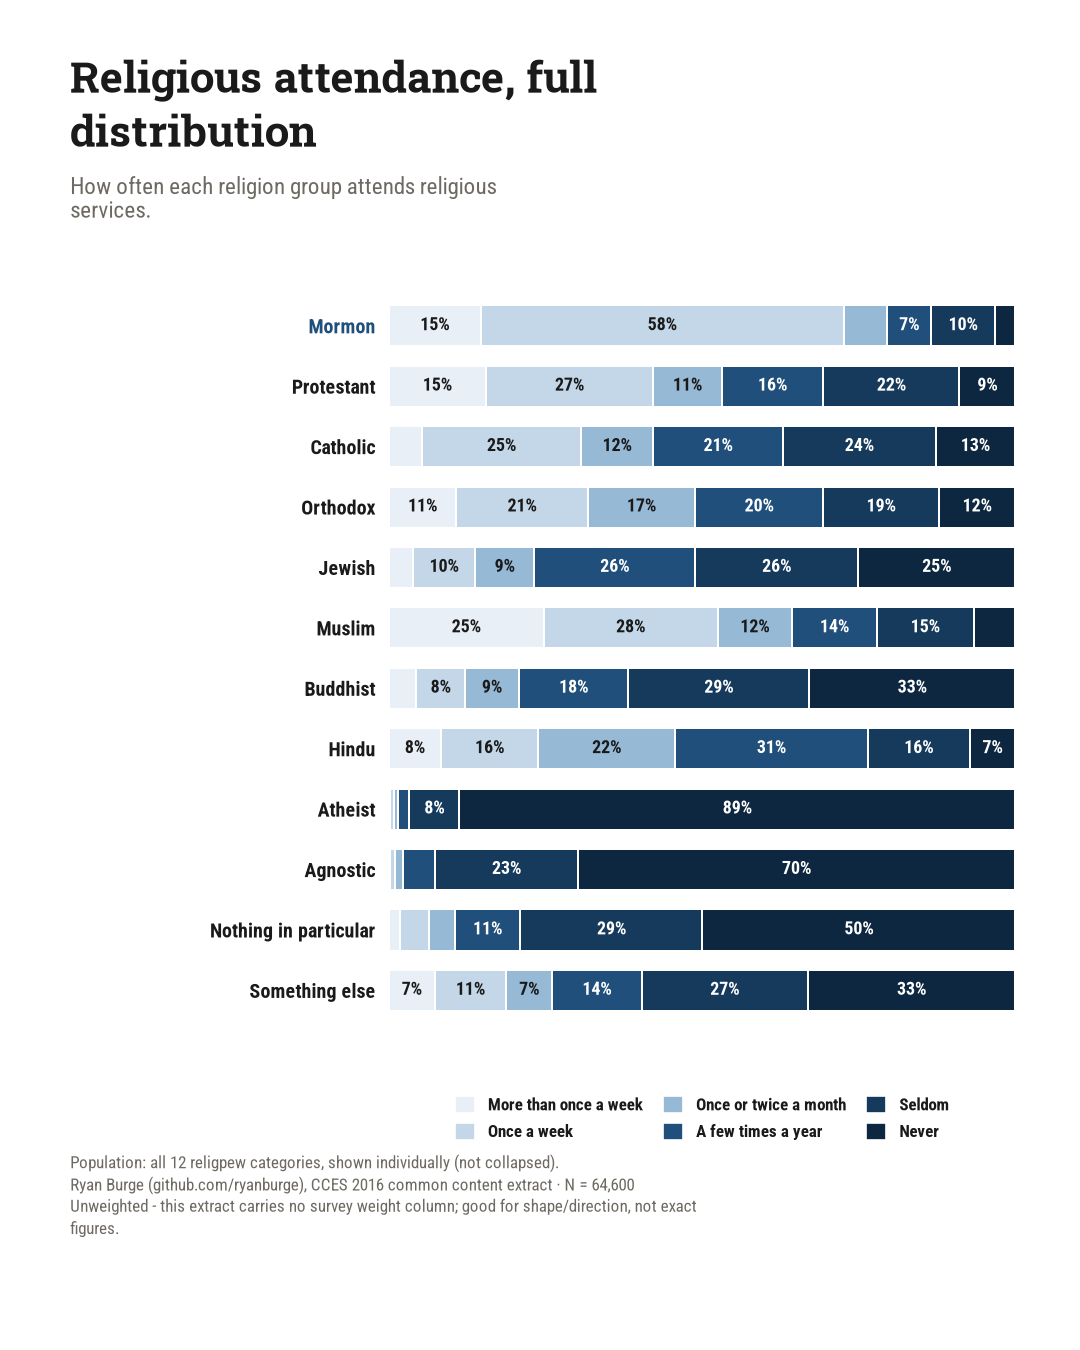 Religious attendance, full
distribution
How often each religion group attends religious
services.
Mormon 15% 58% 7% 10%
Protestant 15% 27% 11% 16% 22% 9%
Catholic 25% 12% 21% 24% 13%
Orthodox 11% 21% 17% 20% 19% 12%
Jewish 10% 9% 26% 26% 25%
Muslim 25% 28% 12% 14% 15%
Buddhist 8% 9% 18% 29% 33%
Hindu 8% 16% 22% 31% 16% 7%
Atheist 8% 89%
Agnostic 23% 70%
Nothing in particular 11% 29% 50%
Something else 7% 11% 7% 14% 27% 33%
More than once a week Once or twice a month Seldom
Once a week A few times a year Never
Population: all 12 religpew categories, shown individually (not collapsed).
Ryan Burge (github.com/ryanburge), CCES 2016 common content extract · N = 64,600
Unweighted - this extract carries no survey weight column; good for shape/direction, not exact
figures.